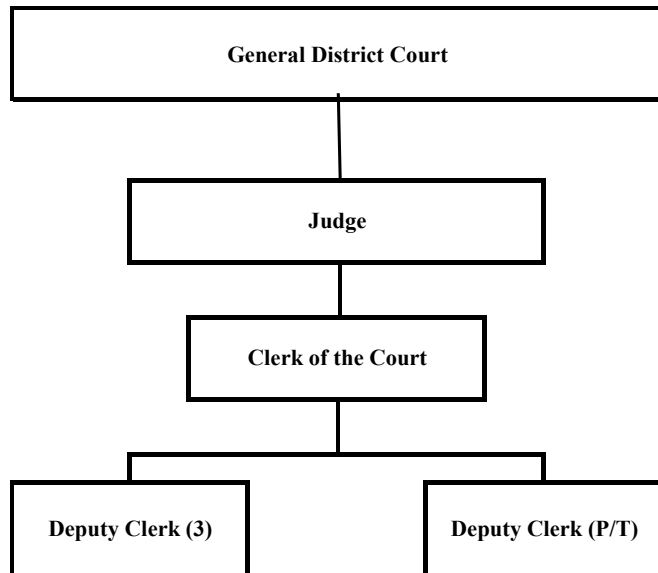 General District Court
Judge
Clerk of the Court
Deputy Clerk (3)
Deputy Clerk (P/T)